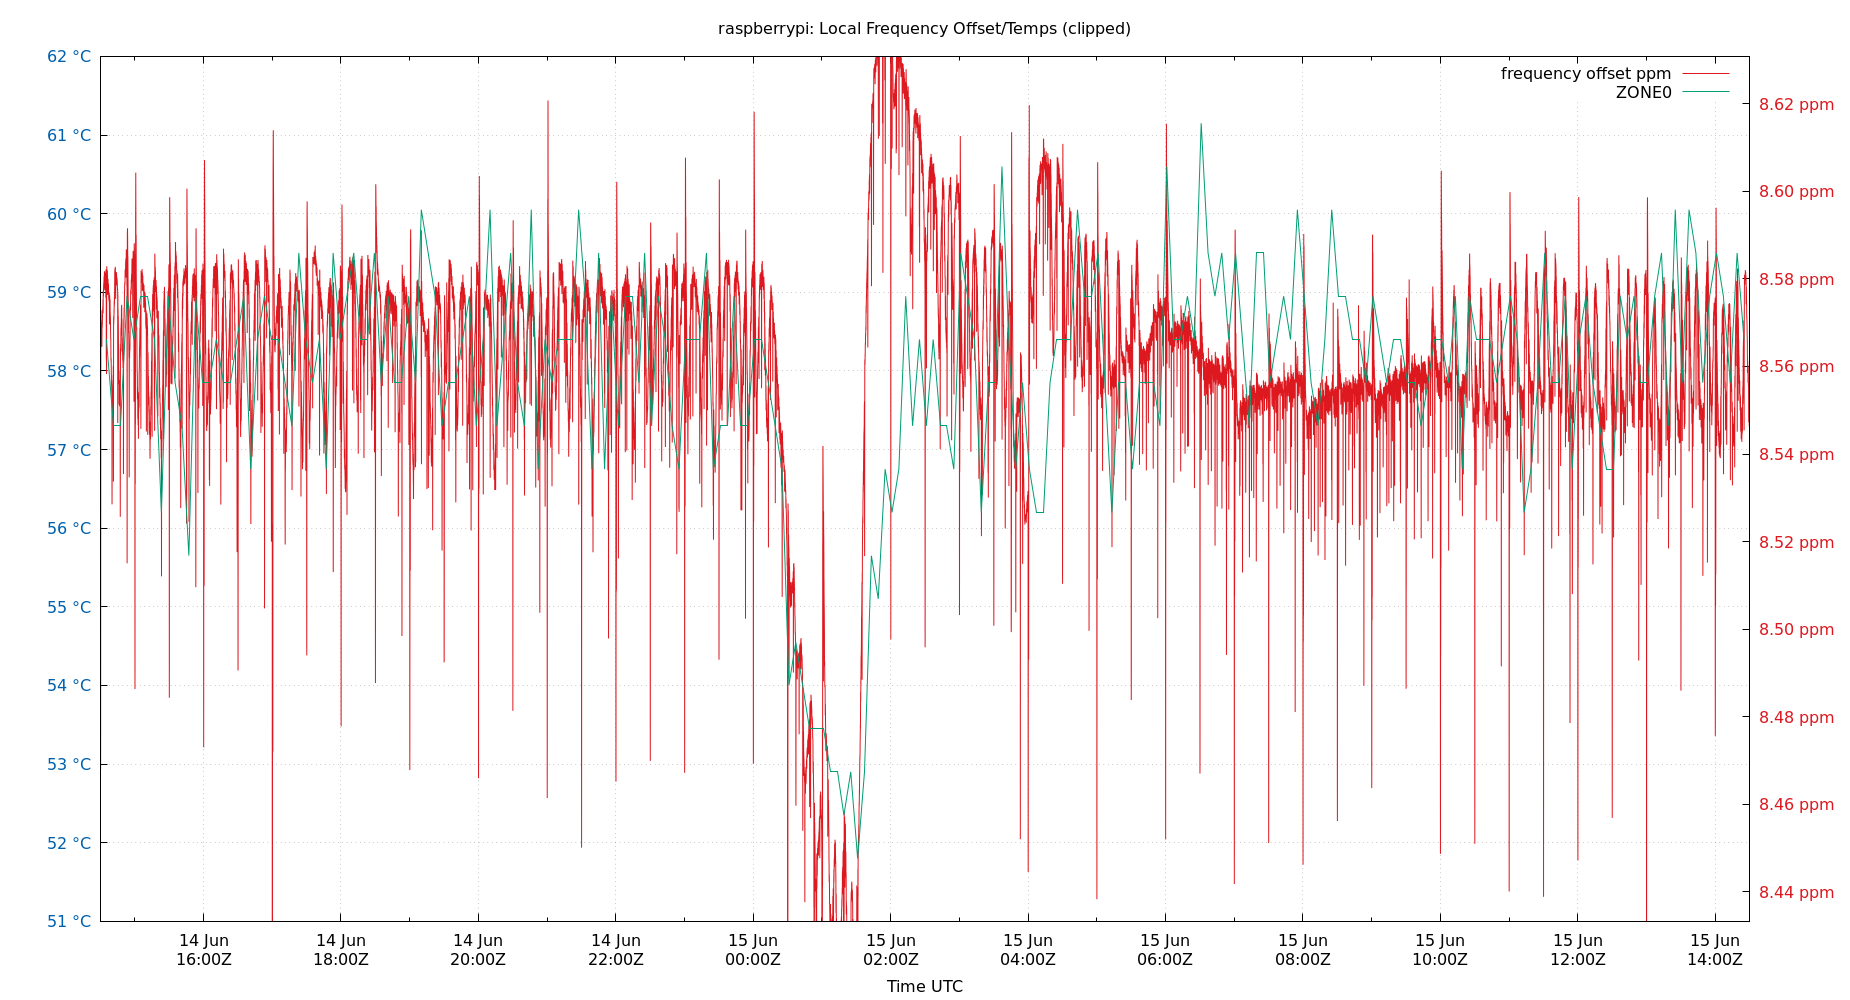 raspberrypi: Local Frequency Offset/Temps (clipped)
frequency offset ppm
ZONE0
62 °C
61 °C
60 °C
59 °C
58 °C
57 °C
56 °C
55 °C
54 °C
53 °C
52 °C
51 °C
8.62 ppm
8.60 ppm
8.58 ppm
8.56 ppm
8.54 ppm
8.52 ppm
8.50 ppm
8.48 ppm
8.46 ppm
8.44 ppm
14 Jun 14 Jun 14 Jun 14 Jun 15 Jun 15 Jun 15 Jun 15 Jun 15 Jun 15 Jun 15 Jun 15 Jun
16:00Z 18:00Z 20:00Z 22:00Z 00:00Z 02:00Z 04:00Z 06:00Z 08:00Z 10:00Z 12:00Z 14:00Z
Time UTC